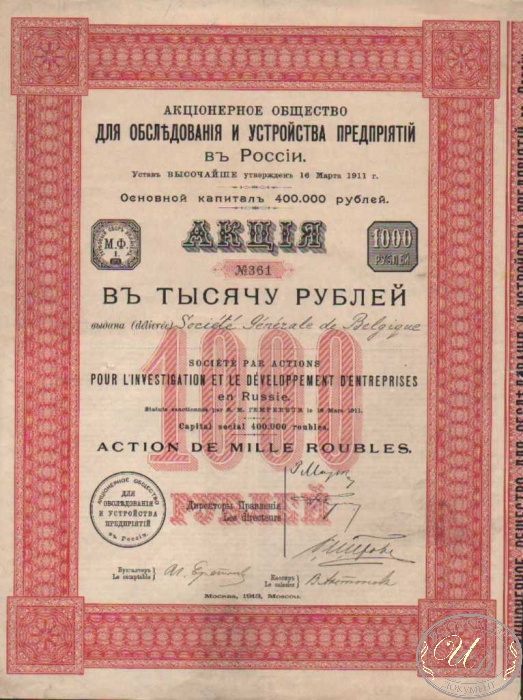 АКЦІОНЕРНОЕ ОБЩЕСТВО
ДЛЯ ОБСЛѢДОВАНІЯ И УСТРОЙСТВА ПРЕДПРІЯТІЙ
въ Россіи.
Уставъ ВЫСОЧАЙШЕ утвержденъ 16 Марта 1911 г.
Основной капиталъ 400.000 рублей.
М.Ф.
1.
АКЦІЯ
1000
РУБЛЕЙ
№361
ВЪ ТЫСЯЧУ РУБЛЕЙ
выдана (délivrée) Société Générale de Belgique
1000
РУБЛЕЙ
SOCIÉTÉ PAR ACTIONS
POUR L'INVESTIGATION ET LE DÉVELOPPEMENT D'ENTREPRISES
en Russie.
Statuts sanctionnés par S. M. l'EMPEREUR le 16 Mars 1911.
Capital social 400.000 roubles.
ACTION DE MILLE ROUBLES.
АКЦІОНЕРНОЕ ОБЩЕСТВО
ДЛЯ
ОБСЛѢДОВАНІЯ
И УСТРОЙСТВА
ПРЕДПРІЯТІЙ
въ Россіи.
Директоры Правленія
Les directeurs
Бухгалтеръ
Le comptable
Кассиръ
Le caissier
В. Антонов
Москва, 1913, Moscou.
ДОКУМЕНТ